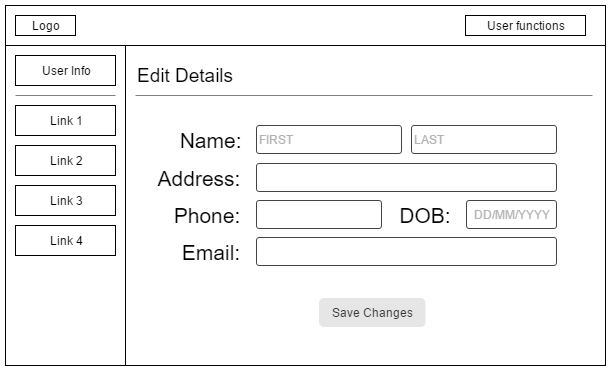 Logo
User functions
User Info
Link 1
Link 2
Link 3
Link 4
Edit Details
Name: FIRST LAST
Address:
Phone: DOB: DD/MM/YYYY
Email:
Save Changes